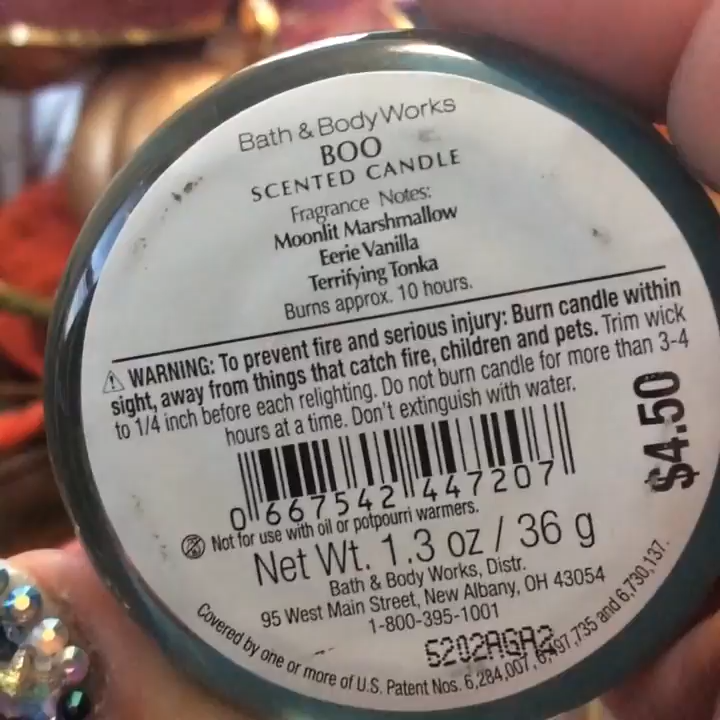 Bath & Body Works
BOO
SCENTED CANDLE
Fragrance Notes:
Moonlit Marshmallow
Eerie Vanilla
Terrifying Tonka
Burns approx. 10 hours.
⚠ WARNING: To prevent fire and serious injury: Burn candle within
sight, away from things that catch fire, children and pets. Trim wick
to 1/4 inch before each relighting. Do not burn candle for more than 3-4
hours at a time. Don't extinguish with water.
$4.50
0 667542 447207
Not for use with oil or potpourri warmers.
Net Wt. 1.3 oz / 36 g
Bath & Body Works, Distr.
95 West Main Street, New Albany, OH 43054
1-800-395-1001
5202AGA2
Covered by one or more of U.S. Patent Nos. 6,284,007, 6,497,735 and 6,730,137.